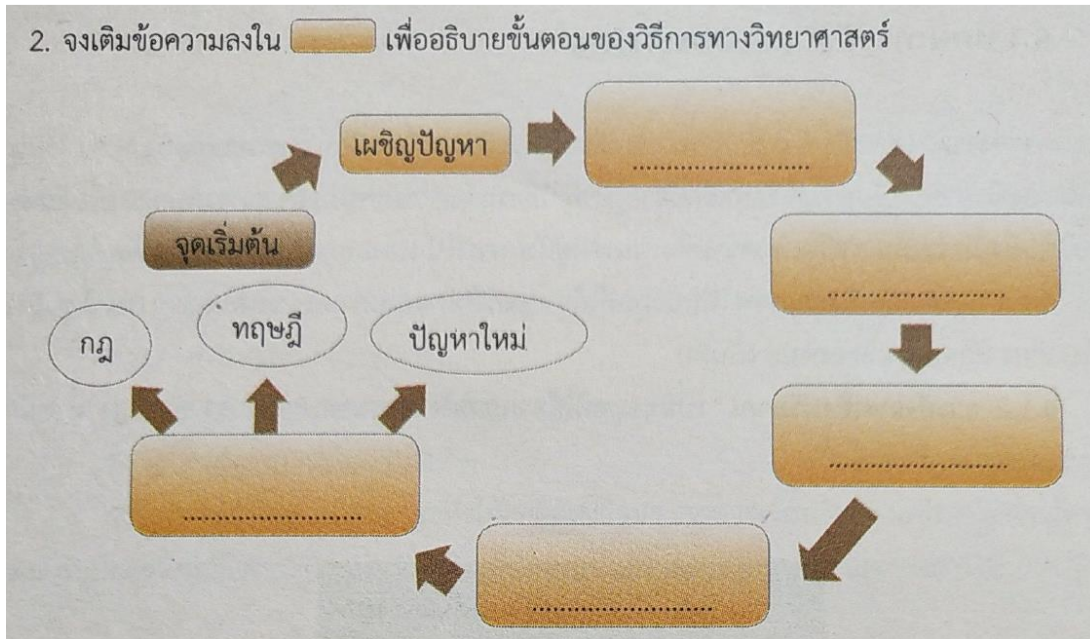 2. จงเติมข้อความลงใน เพื่ออธิบายขั้นตอนของวิธีการทางวิทยาศาสตร์
เผชิญปัญหา
..........................
จุดเริ่มต้น
..........................
กฎ
ทฤษฎี
ปัญหาใหม่
..........................
..........................
..........................